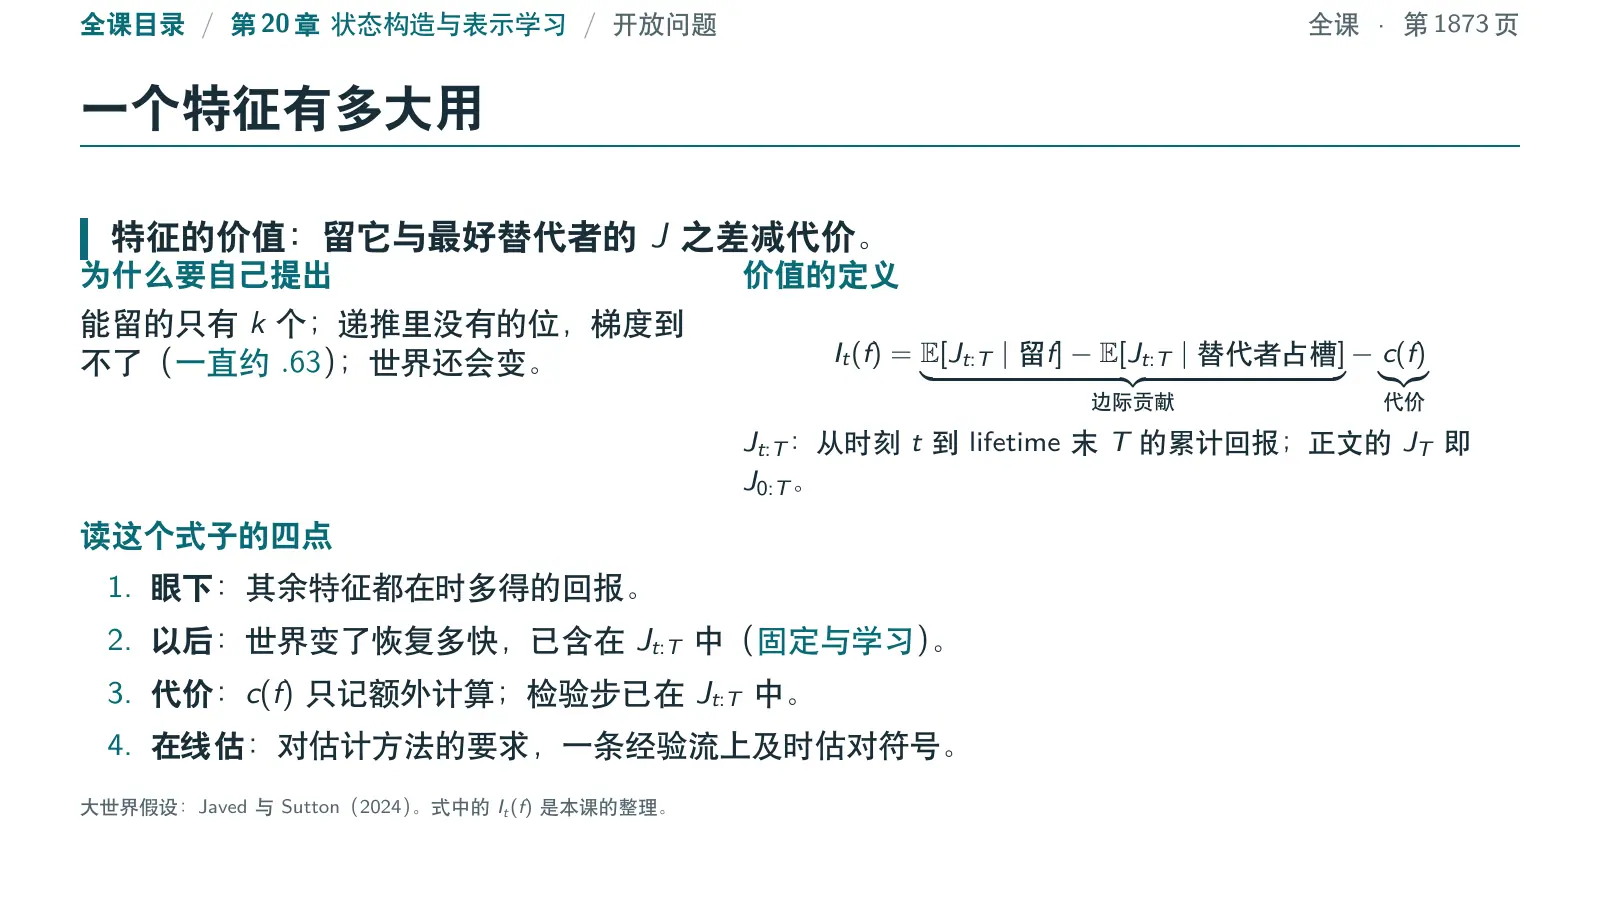 全课目录 / 第20章 状态构造与表示学习 / 开放问题
全课 · 第1873页
一个特征有多大用
特征的价值：留它与最好替代者的 J 之差减代价。
为什么要自己提出
能留的只有 k 个；递推里没有的位，梯度到
不了（一直约 .63）；世界还会变。
价值的定义
I_t(f) = 𝔼[J_{t:T} | 留f] − 𝔼[J_{t:T} | 替代者占槽] − c(f)
边际贡献 代价
J_{t:T}：从时刻 t 到 lifetime 末 T 的累计回报；正文的 J_T 即
J_{0:T}。
读这个式子的四点
1. 眼下：其余特征都在时多得的回报。
2. 以后：世界变了恢复多快，已含在 J_{t:T} 中（固定与学习）。
3. 代价：c(f) 只记额外计算；检验步已在 J_{t:T} 中。
4. 在线估：对估计方法的要求，一条经验流上及时估对符号。
大世界假设：Javed 与 Sutton（2024）。式中的 I_t(f) 是本课的整理。